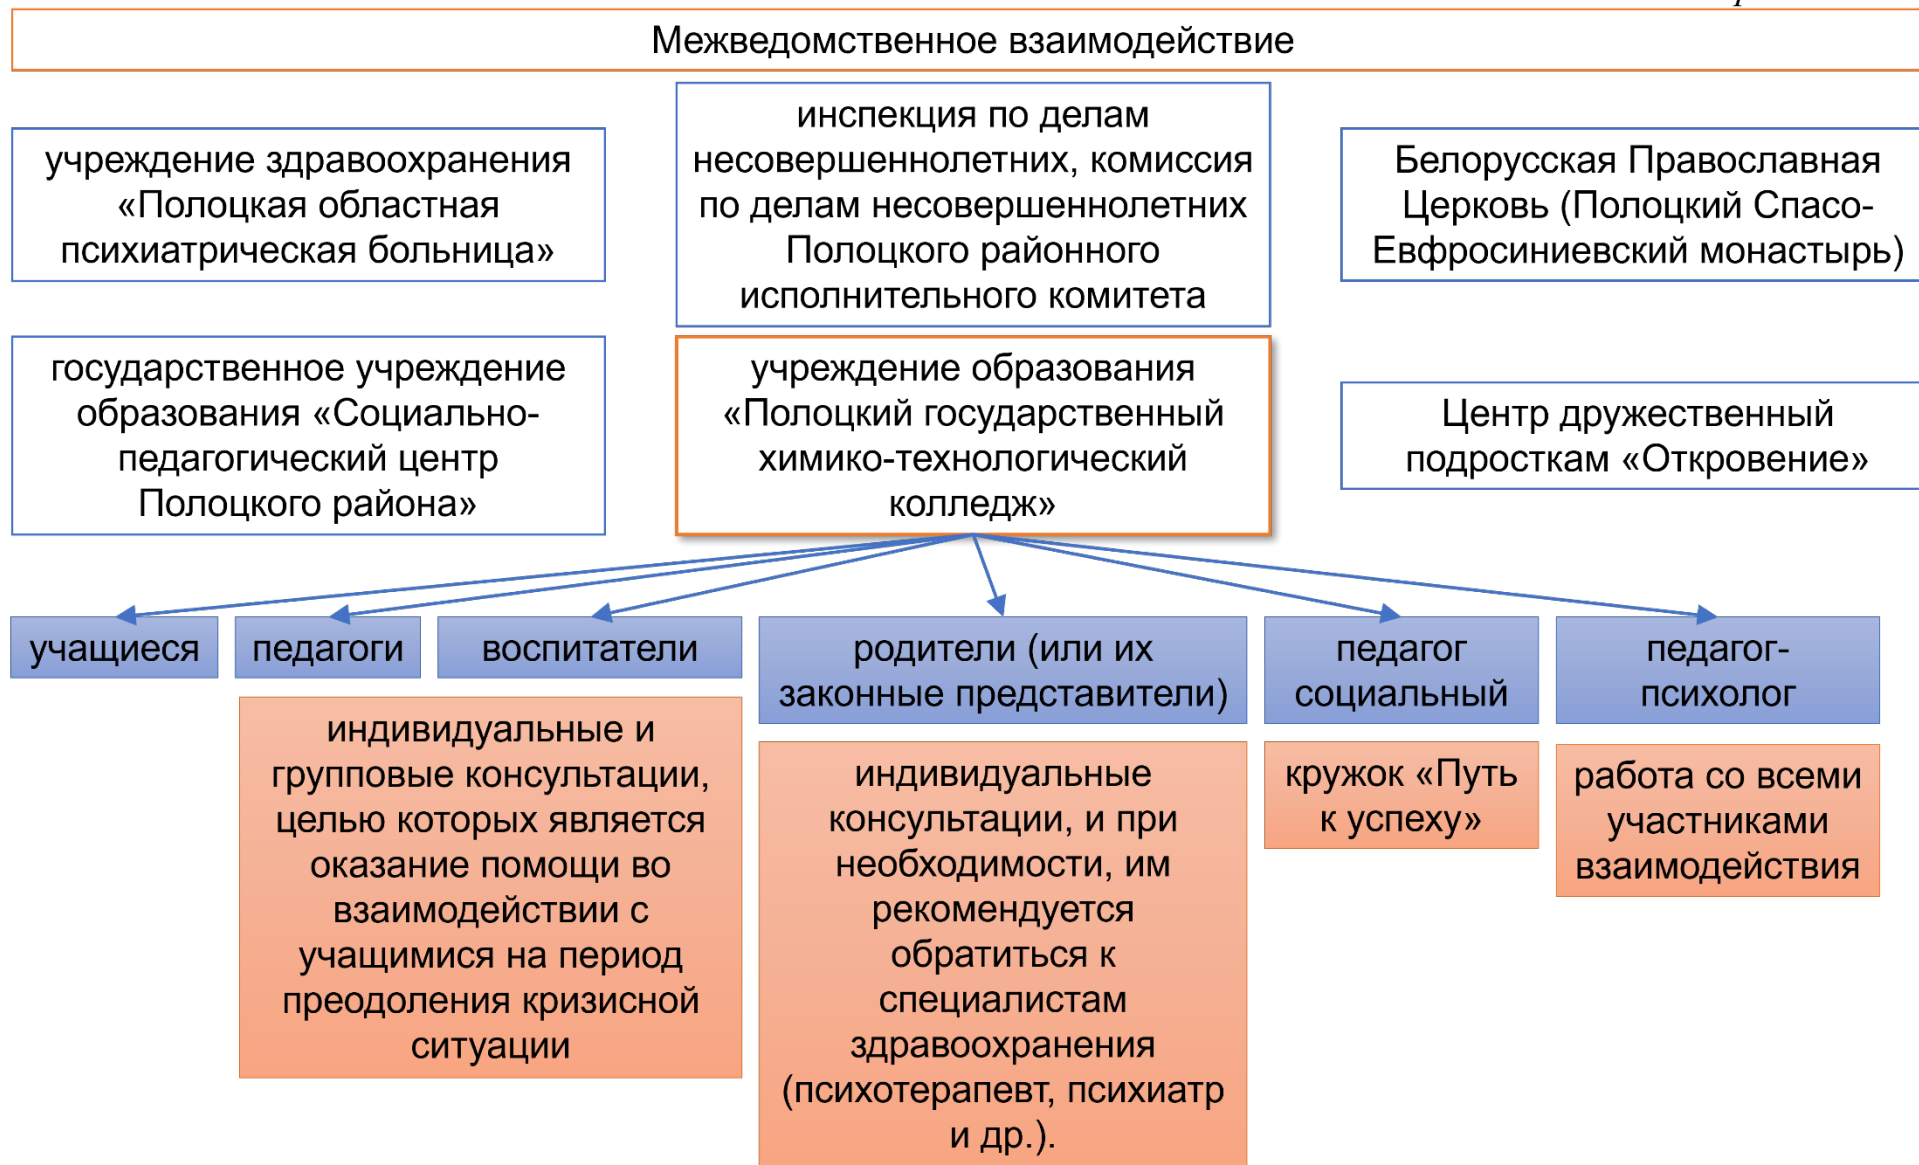 Межведомственное взаимодействие
учреждение здравоохранения
«Полоцкая областная
психиатрическая больница»
инспекция по делам
несовершеннолетних, комиссия
по делам несовершеннолетних
Полоцкого районного
исполнительного комитета
Белорусская Православная
Церковь (Полоцкий Спасо-
Евфросиниевский монастырь)
государственное учреждение
образования «Социально-
педагогический центр
Полоцкого района»
учреждение образования
«Полоцкий государственный
химико-технологический
колледж»
Центр дружественный
подросткам «Откровение»
учащиеся
педагоги
воспитатели
родители (или их
законные представители)
педагог
социальный
педагог-
психолог
индивидуальные и
групповые консультации,
целью которых является
оказание помощи во
взаимодействии с
учащимися на период
преодоления кризисной
ситуации
индивидуальные
консультации, и при
необходимости, им
рекомендуется
обратиться к
специалистам
здравоохранения
(психотерапевт, психиатр
и др.).
кружок «Путь
к успеху»
работа со всеми
участниками
взаимодействия